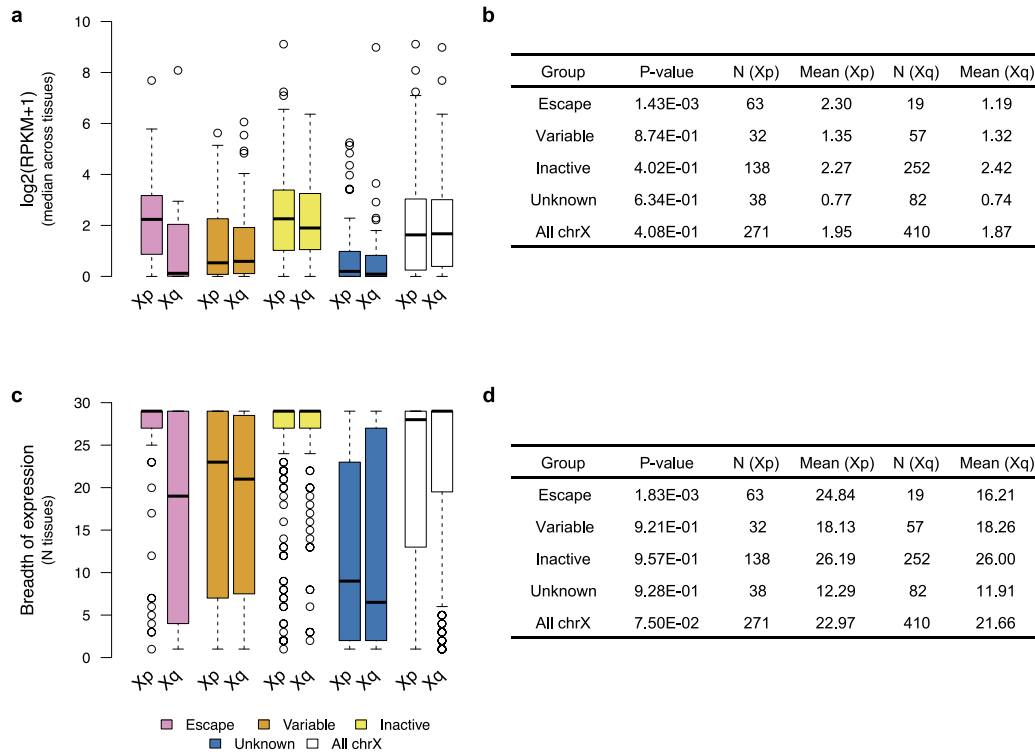 a
log2(RPKM+1)
(median across tissues)
10
8
6
4
2
0
Xp Xq Xp Xq Xp Xq Xp Xq Xp Xq
b
Group P-value N (Xp) Mean (Xp) N (Xq) Mean (Xq)
Escape 1.43E-03 63 2.30 19 1.19
Variable 8.74E-01 32 1.35 57 1.32
Inactive 4.02E-01 138 2.27 252 2.42
Unknown 6.34E-01 38 0.77 82 0.74
All chrX 4.08E-01 271 1.95 410 1.87
c
Breadth of expression
(N tissues)
30
25
20
15
10
5
0
Xp Xq Xp Xq Xp Xq Xp Xq Xp Xq
Escape Variable Inactive
Unknown All chrX
d
Group P-value N (Xp) Mean (Xp) N (Xq) Mean (Xq)
Escape 1.83E-03 63 24.84 19 16.21
Variable 9.21E-01 32 18.13 57 18.26
Inactive 9.57E-01 138 26.19 252 26.00
Unknown 9.28E-01 38 12.29 82 11.91
All chrX 7.50E-02 271 22.97 410 21.66